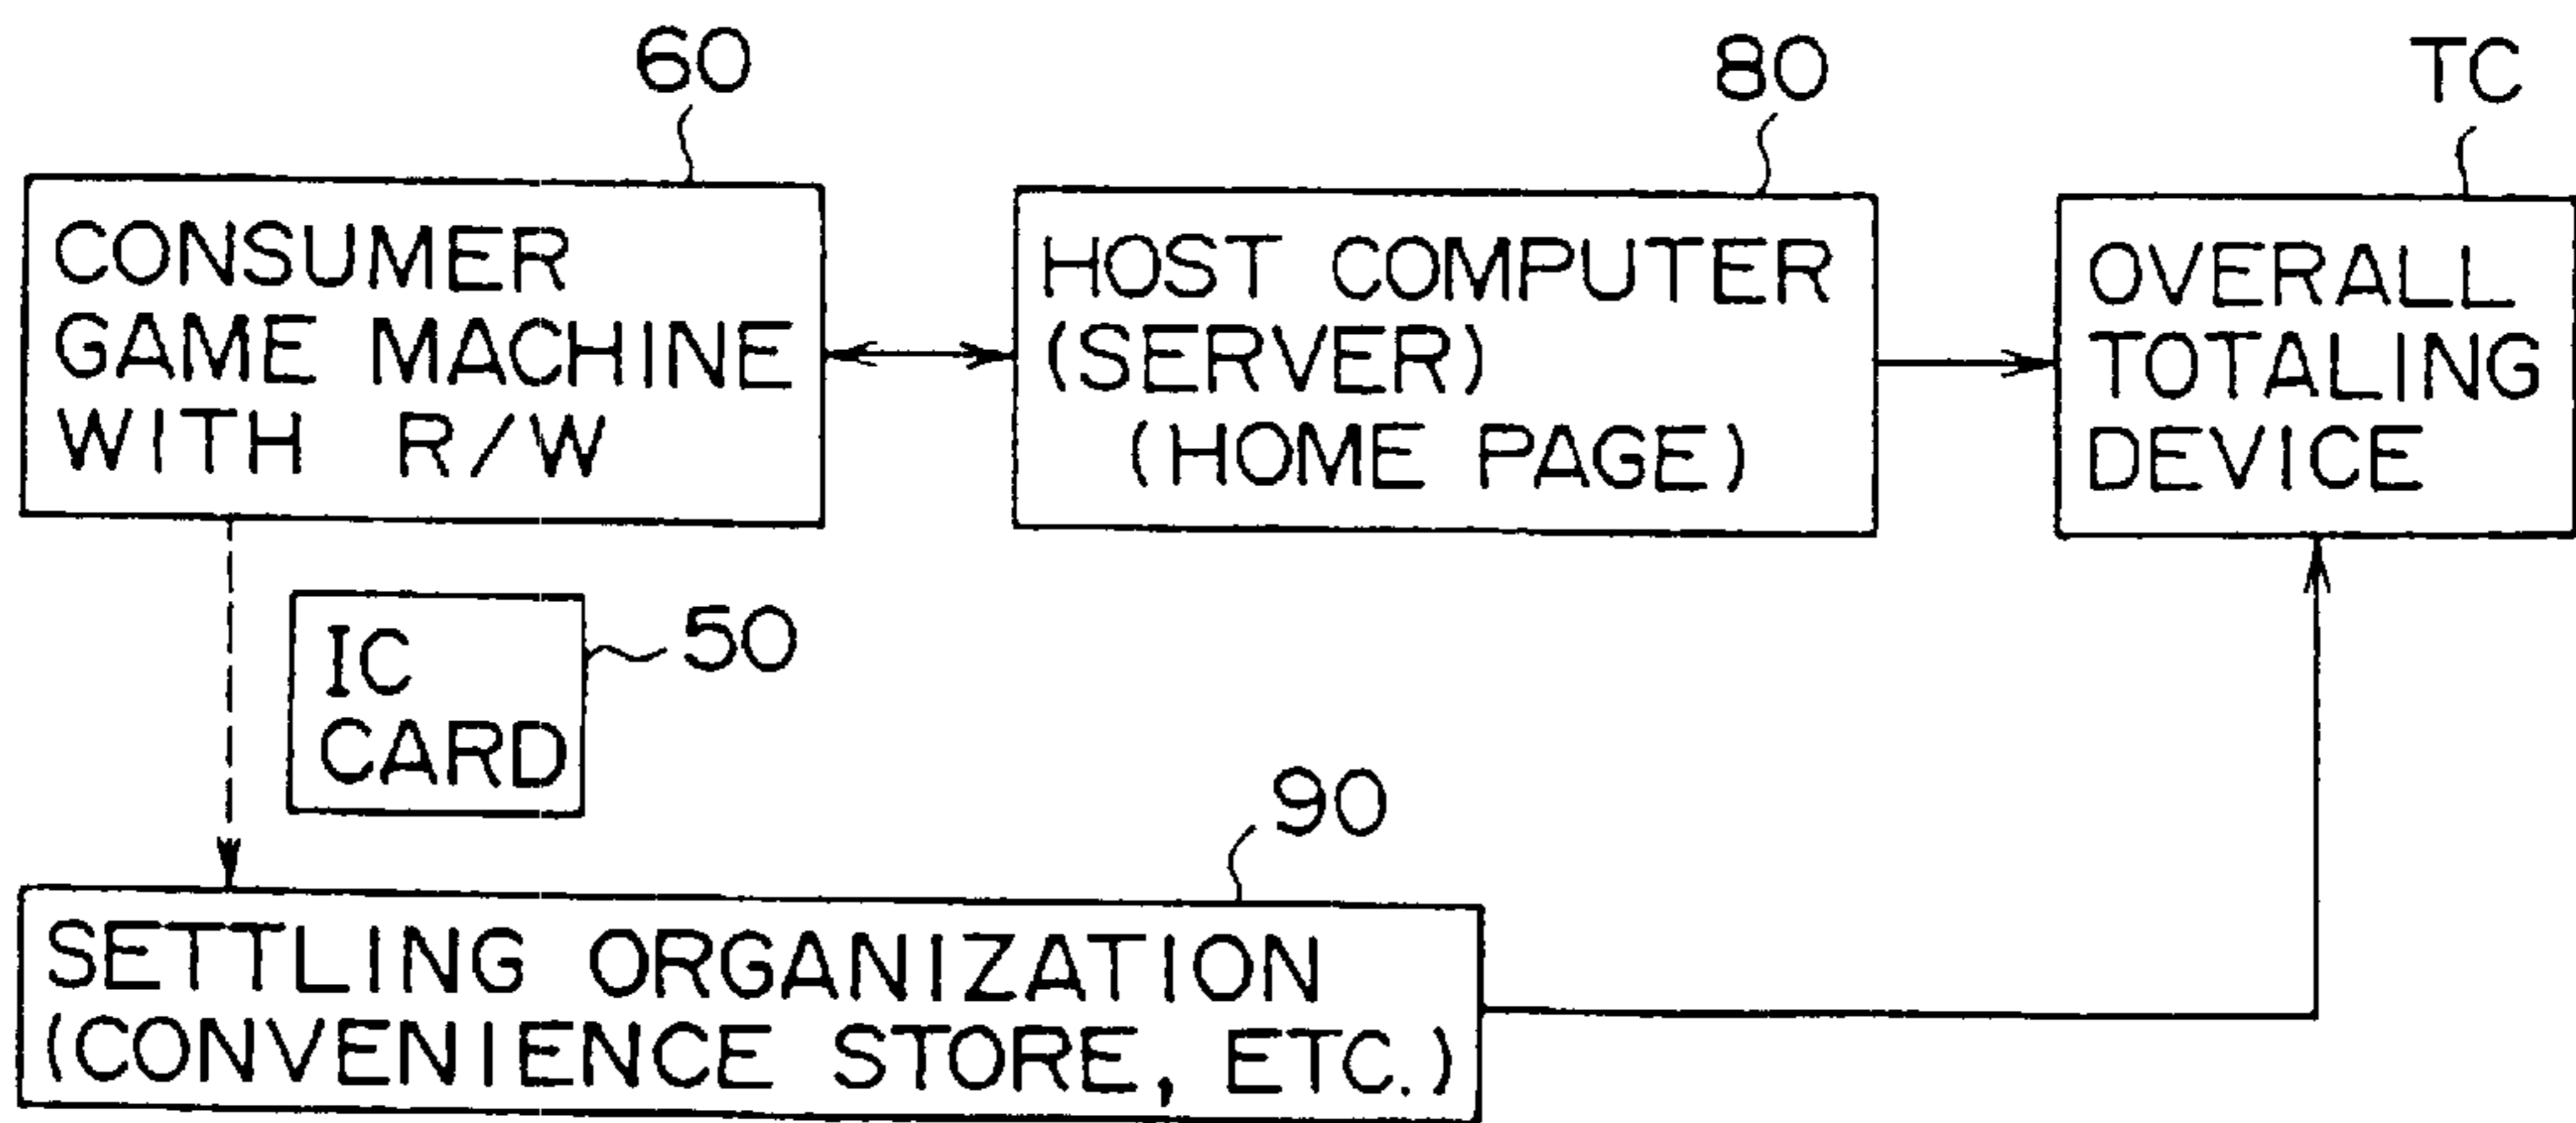 60
80
TC
CONSUMER
GAME MACHINE
WITH R/W
HOST COMPUTER
(SERVER)
(HOME PAGE)
OVERALL
TOTALING
DEVICE
IC
CARD
50
90
SETTLING ORGANIZATION
(CONVENIENCE STORE, ETC.)